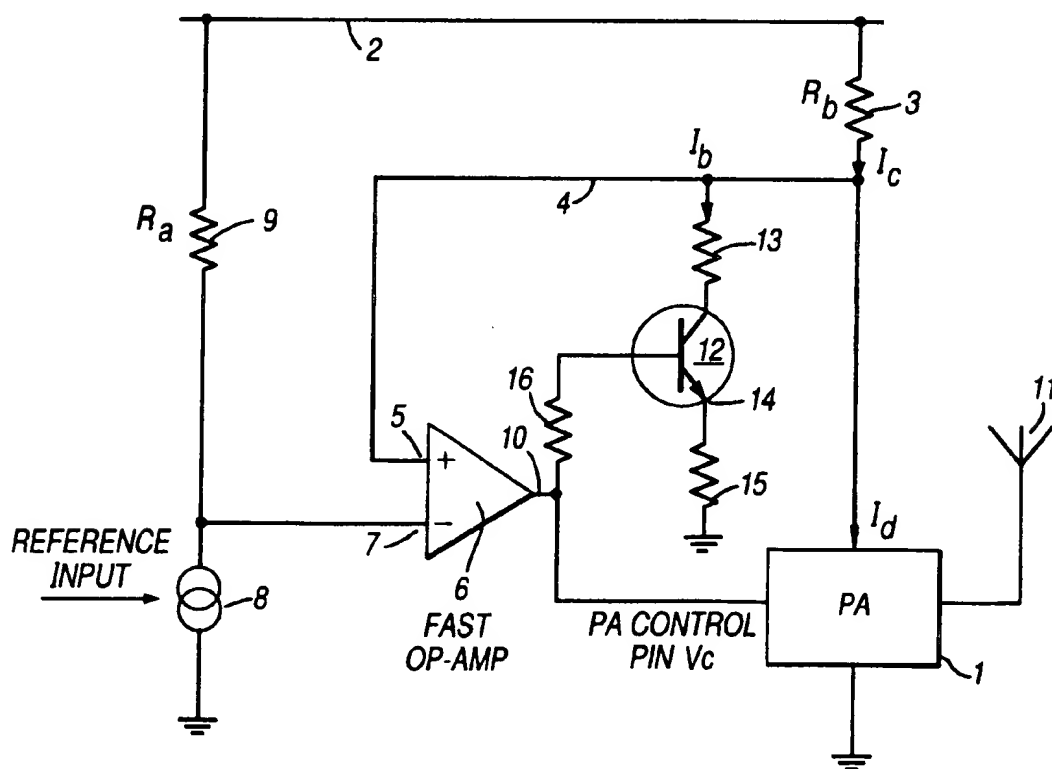 2
R_b
3
I_b
I_c
4
R_a
9
13
12
14
16
15
11
5
+
10
−
7
6
I_d
REFERENCE
INPUT
8
FAST
OP-AMP
PA CONTROL
PIN Vc
PA
1